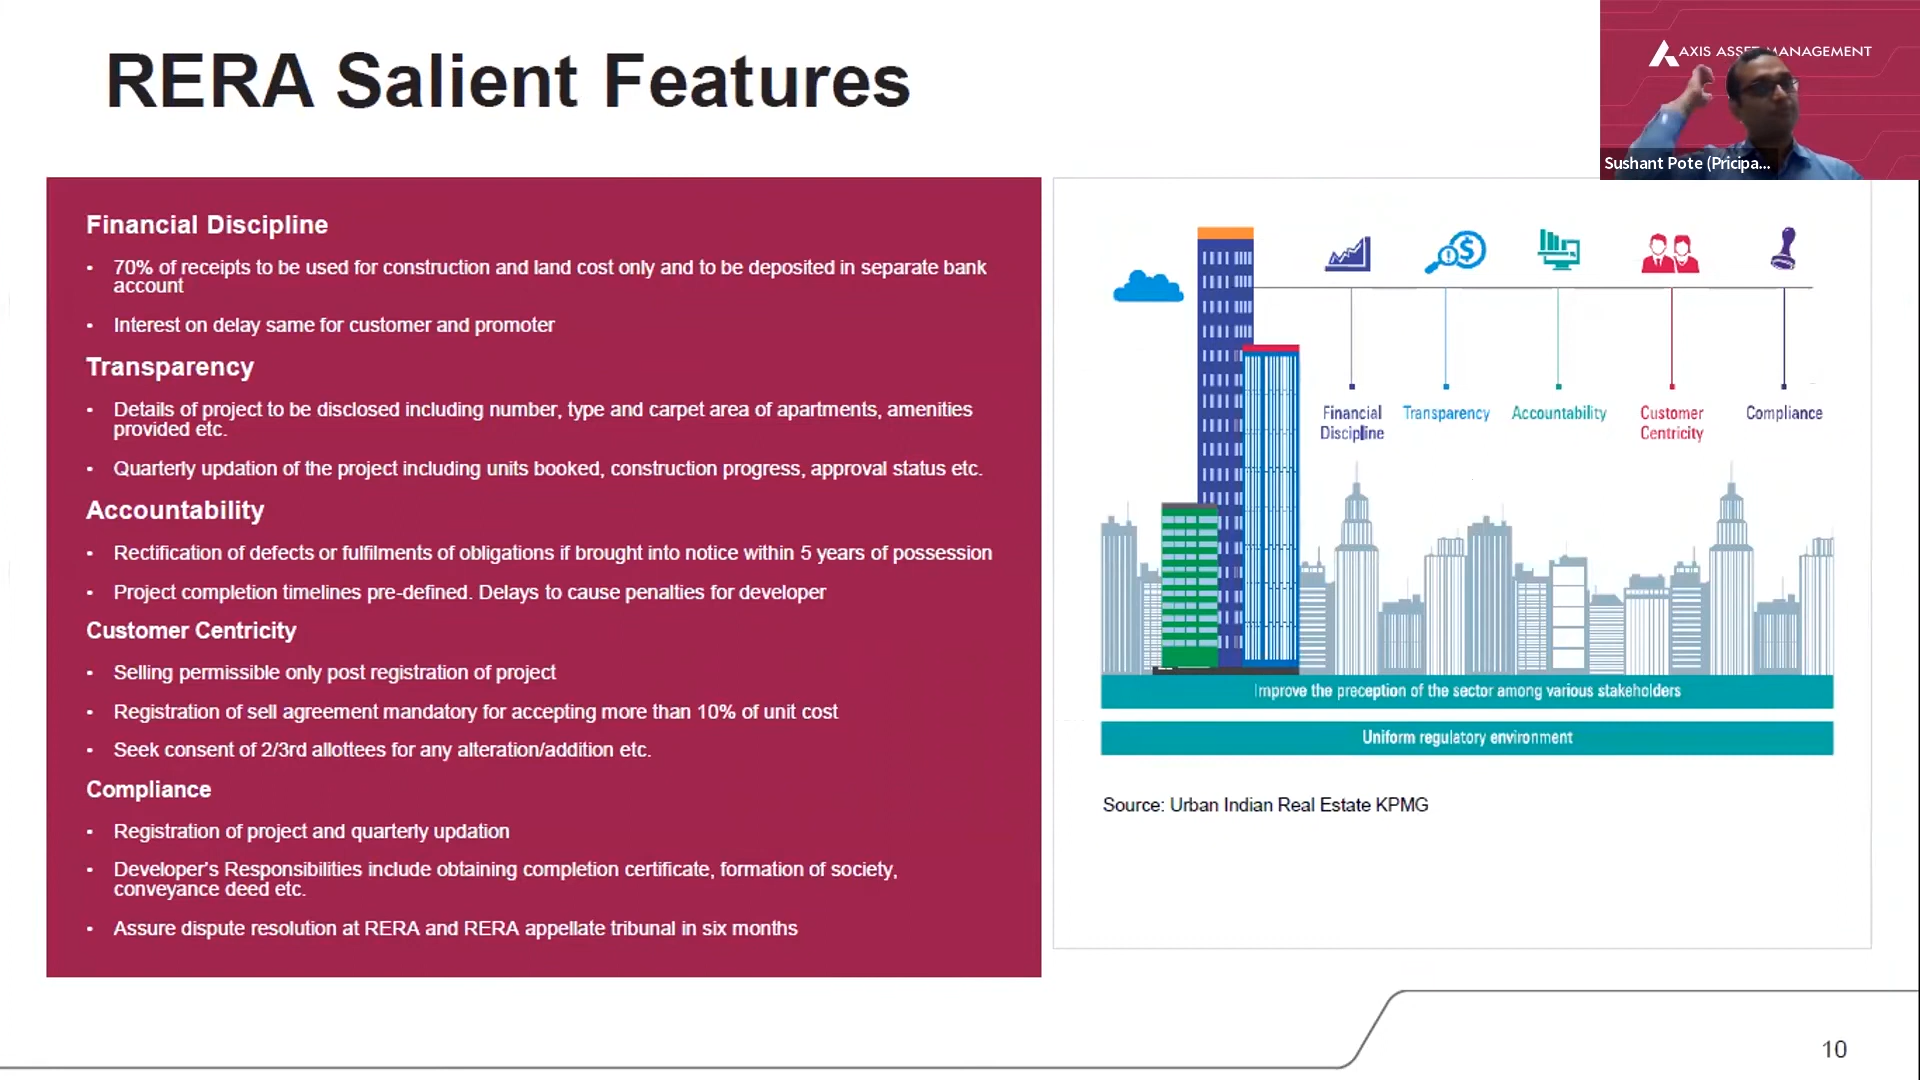 RERA Salient Features
AXIS ASSET MANAGEMENT
Sushant Pote (Pricipa...
Financial Discipline
• 70% of receipts to be used for construction and land cost only and to be deposited in separate bank
account
• Interest on delay same for customer and promoter
Transparency
• Details of project to be disclosed including number, type and carpet area of apartments, amenities
provided etc.
• Quarterly updation of the project including units booked, construction progress, approval status etc.
Accountability
• Rectification of defects or fulfilments of obligations if brought into notice within 5 years of possession
• Project completion timelines pre-defined. Delays to cause penalties for developer
Customer Centricity
• Selling permissible only post registration of project
• Registration of sell agreement mandatory for accepting more than 10% of unit cost
• Seek consent of 2/3rd allottees for any alteration/addition etc.
Compliance
• Registration of project and quarterly updation
• Developer's Responsibilities include obtaining completion certificate, formation of society,
conveyance deed etc.
• Assure dispute resolution at RERA and RERA appellate tribunal in six months
Financial
Discipline
Transparency
Accountability
Customer
Centricity
Compliance
Improve the preception of the sector among various stakeholders
Uniform regulatory environment
Source: Urban Indian Real Estate KPMG
10